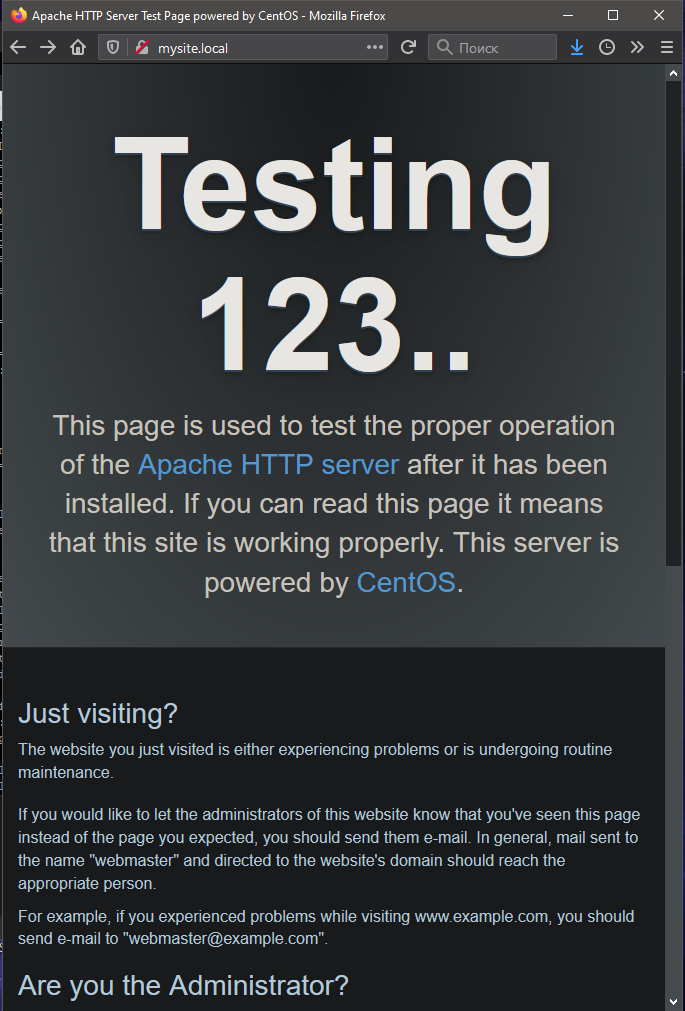 Apache HTTP Server Test Page powered by CentOS - Mozilla Firefox
mysite.local
Поиск
Testing
123..
This page is used to test the proper operation
of the Apache HTTP server after it has been
installed. If you can read this page it means
that this site is working properly. This server is
powered by CentOS.
Just visiting?
The website you just visited is either experiencing problems or is undergoing routine
maintenance.
If you would like to let the administrators of this website know that you've seen this page
instead of the page you expected, you should send them e-mail. In general, mail sent to
the name "webmaster" and directed to the website's domain should reach the
appropriate person.
For example, if you experienced problems while visiting www.example.com, you should
send e-mail to "webmaster@example.com".
Are you the Administrator?